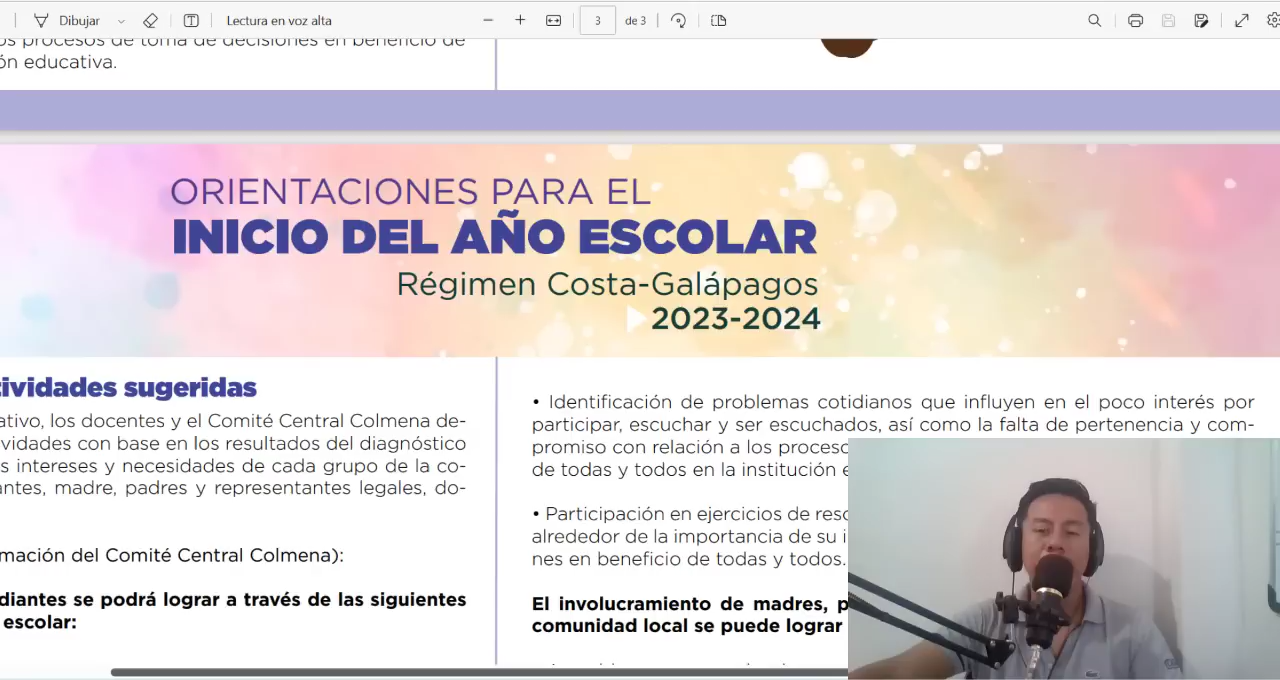 Dibujar
Lectura en voz alta
3
de 3
os procesos de toma de decisiones en beneficio de
ón educativa.
ORIENTACIONES PARA EL
INICIO DEL AÑO ESCOLAR
Régimen Costa-Galápagos
2023-2024
tividades sugeridas
ativo, los docentes y el Comité Central Colmena de-
vidades con base en los resultados del diagnóstico
s intereses y necesidades de cada grupo de la co-
antes, madre, padres y representantes legales, do-
mación del Comité Central Colmena):
diantes se podrá lograr a través de las siguientes
escolar:
• Identificación de problemas cotidianos que influyen en el poco interés por
participar, escuchar y ser escuchados, así como la falta de pertenencia y com-
promiso con relación a los proceso
de todas y todos en la institución e
• Participación en ejercicios de reso
alrededor de la importancia de su i
nes en beneficio de todas y todos.
El involucramiento de madres, p
comunidad local se puede lograr